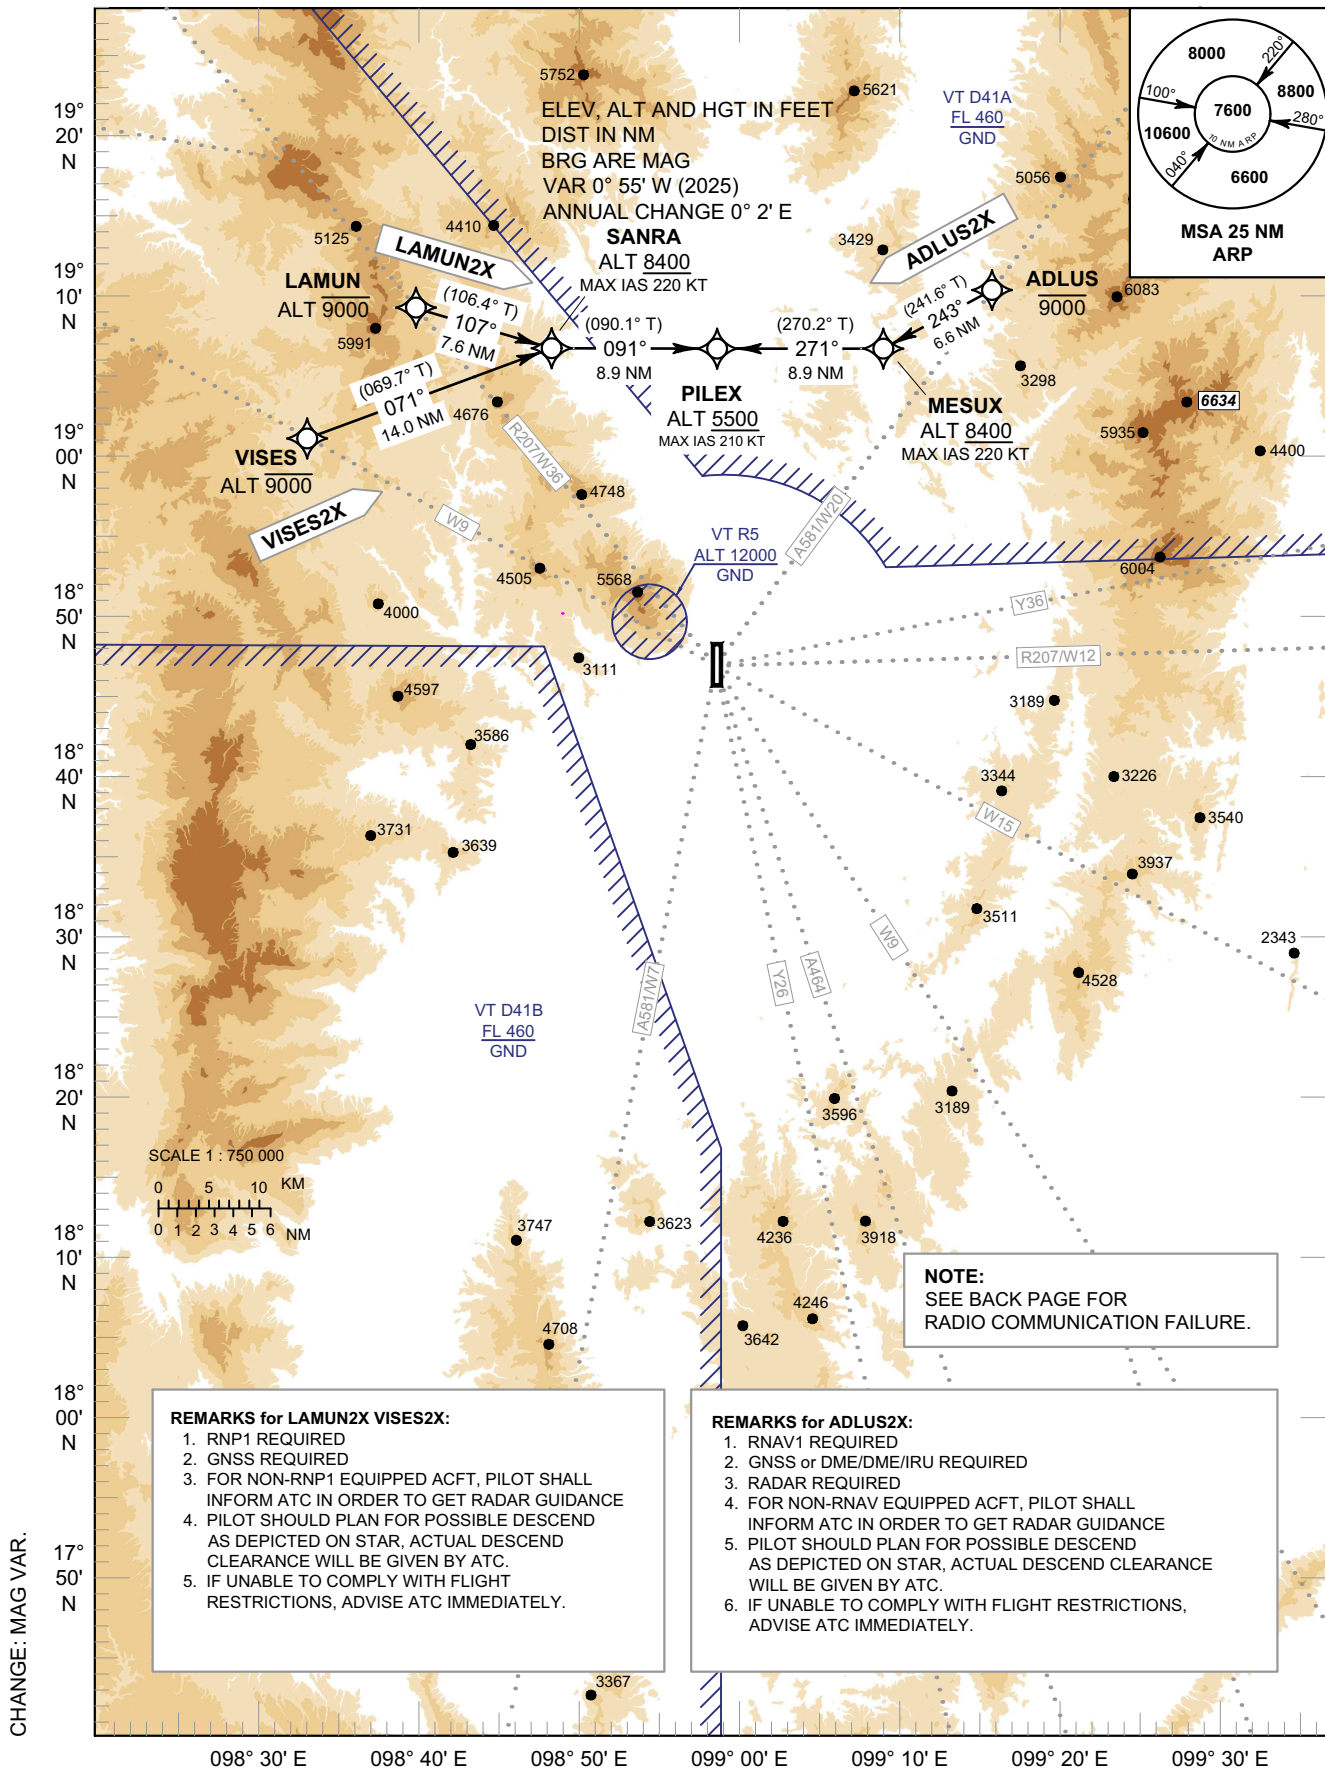 19°
20'
N
19°
10'
N
19°
00'
N
18°
50'
N
18°
40'
N
18°
30'
N
18°
20'
N
18°
10'
N
18°
00'
N
17°
50'
N
CHANGE: MAG VAR.
5752
5621
ELEV, ALT AND HGT IN FEET
DIST IN NM
BRG ARE MAG
VAR 0° 55' W (2025)
ANNUAL CHANGE 0° 2' E
VT D41A
FL 460
GND
8000
220°
8800
100°
7600
280°
10600
10 NM ARP
040°
6600
MSA 25 NM
ARP
5056
5125
4410
3429
LAMUN2X
ADLUS2X
SANRA
ALT 8400
MAX IAS 220 KT
LAMUN
ALT 9000
ADLUS
9000
6083
(106.4° T)
107°
7.6 NM
(090.1° T)
091°
8.9 NM
(270.2° T)
271°
8.9 NM
(241.6° T)
243°
6.6 NM
5991
3298
(069.7° T)
071°
14.0 NM
4676
PILEX
ALT 5500
MAX IAS 210 KT
MESUX
ALT 8400
MAX IAS 220 KT
6634
5935
4400
VISES
ALT 9000
R207/W36
4748
VISES2X
W9
A581/W20
VT R5
ALT 12000
GND
4505
5568
6004
4000
Y36
3111
R207/W12
4597
3189
3586
3344
3226
W15
3540
3731
3639
3937
3511
W9
2343
A464
Y26
4528
A581/W7
VT D41B
FL 460
GND
3596
3189
SCALE 1 : 750 000
0 5 10 KM
0 1 2 3 4 5 6 NM
3747
3623
4236
3918
NOTE:
SEE BACK PAGE FOR
RADIO COMMUNICATION FAILURE.
4246
3642
4708
REMARKS for LAMUN2X VISES2X:
1. RNP1 REQUIRED
2. GNSS REQUIRED
3. FOR NON-RNP1 EQUIPPED ACFT, PILOT SHALL
INFORM ATC IN ORDER TO GET RADAR GUIDANCE
4. PILOT SHOULD PLAN FOR POSSIBLE DESCEND
AS DEPICTED ON STAR, ACTUAL DESCEND
CLEARANCE WILL BE GIVEN BY ATC.
5. IF UNABLE TO COMPLY WITH FLIGHT
RESTRICTIONS, ADVISE ATC IMMEDIATELY.
REMARKS for ADLUS2X:
1. RNAV1 REQUIRED
2. GNSS or DME/DME/IRU REQUIRED
3. RADAR REQUIRED
4. FOR NON-RNAV EQUIPPED ACFT, PILOT SHALL
INFORM ATC IN ORDER TO GET RADAR GUIDANCE
5. PILOT SHOULD PLAN FOR POSSIBLE DESCEND
AS DEPICTED ON STAR, ACTUAL DESCEND CLEARANCE
WILL BE GIVEN BY ATC.
6. IF UNABLE TO COMPLY WITH FLIGHT RESTRICTIONS,
ADVISE ATC IMMEDIATELY.
3367
098° 30' E
098° 40' E
098° 50' E
099° 00' E
099° 10' E
099° 20' E
099° 30' E